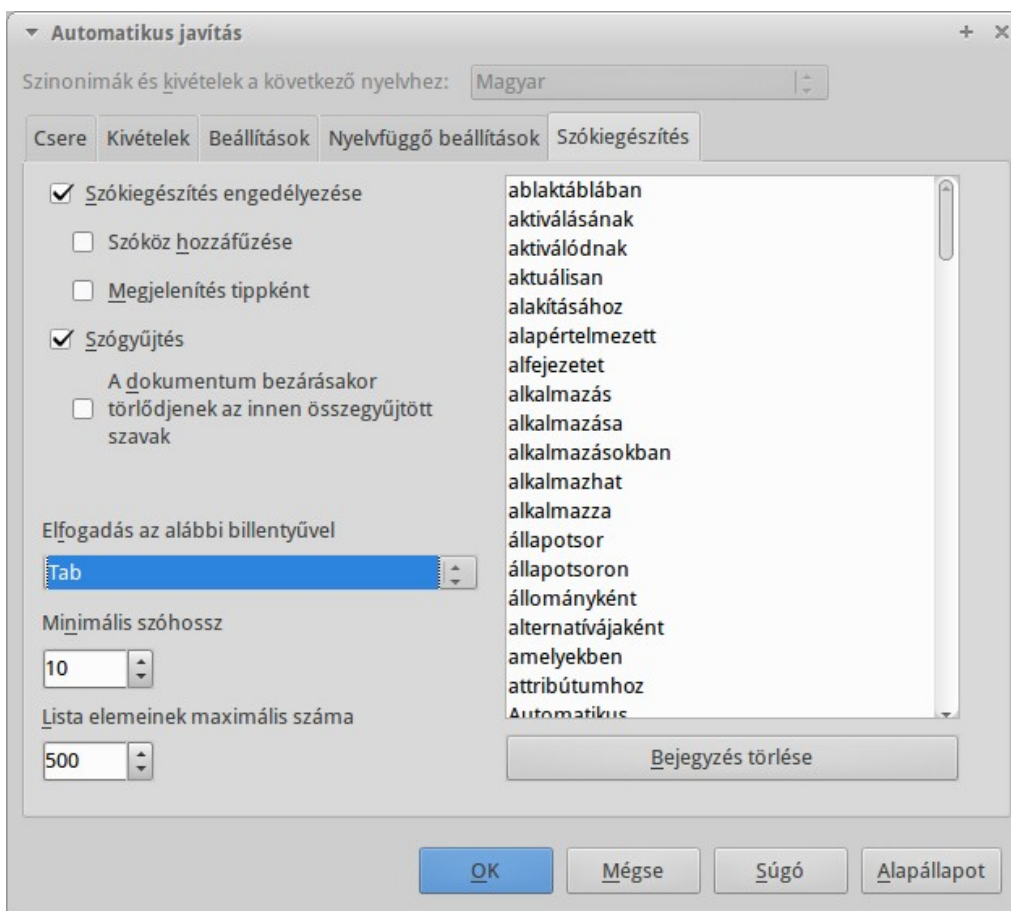 Automatikus javítás
Szinonimák és kivételek a következő nyelvhez: Magyar
Csere Kivételek Beállítások Nyelvfüggő beállítások Szókiegészítés
Szókiegészítés engedélyezése
Szóköz hozzáfűzése
Megjelenítés tippként
Szógyűjtés
A dokumentum bezárásakor
törlődjenek az innen összegyűjtött
szavak
Elfogadás az alábbi billentyűvel
Tab
Minimális szóhossz
10
Lista elemeinek maximális száma
500
ablaktáblában
aktiválásának
aktiválódnak
aktuálisan
alakításához
alapértelmezett
alfejezetet
alkalmazás
alkalmazása
alkalmazásokban
alkalmazhat
alkalmazza
állapotsor
állapotsoron
állományként
alternatívájaként
amelyekben
attribútumhoz
Automatikus
Bejegyzés törlése
OK Mégse Súgó Alapállapot